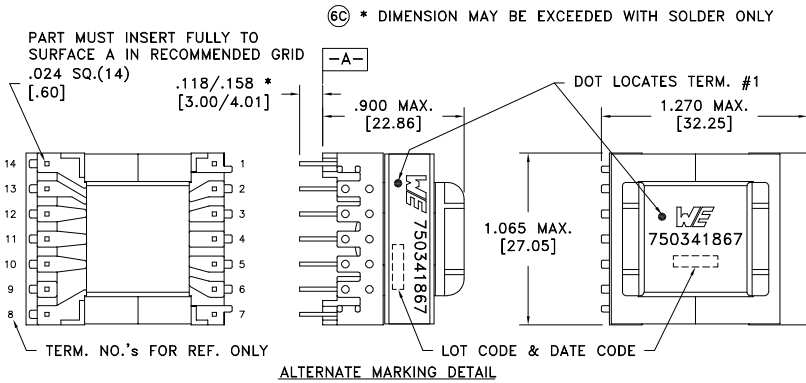 6C * DIMENSION MAY BE EXCEEDED WITH SOLDER ONLY
PART MUST INSERT FULLY TO
SURFACE A IN RECOMMENDED GRID
.024 SQ.(14)
[.60]
.118/.158 *
[3.00/4.01]
-A-
.900 MAX.
[22.86]
DOT LOCATES TERM. #1
1.270 MAX.
[32.25]
14
13
12
11
10
9
8
1
2
3
4
5
6
7
WE
750341867
1.065 MAX.
[27.05]
WE
750341867
TERM. NO.'s FOR REF. ONLY
LOT CODE & DATE CODE
ALTERNATE MARKING DETAIL